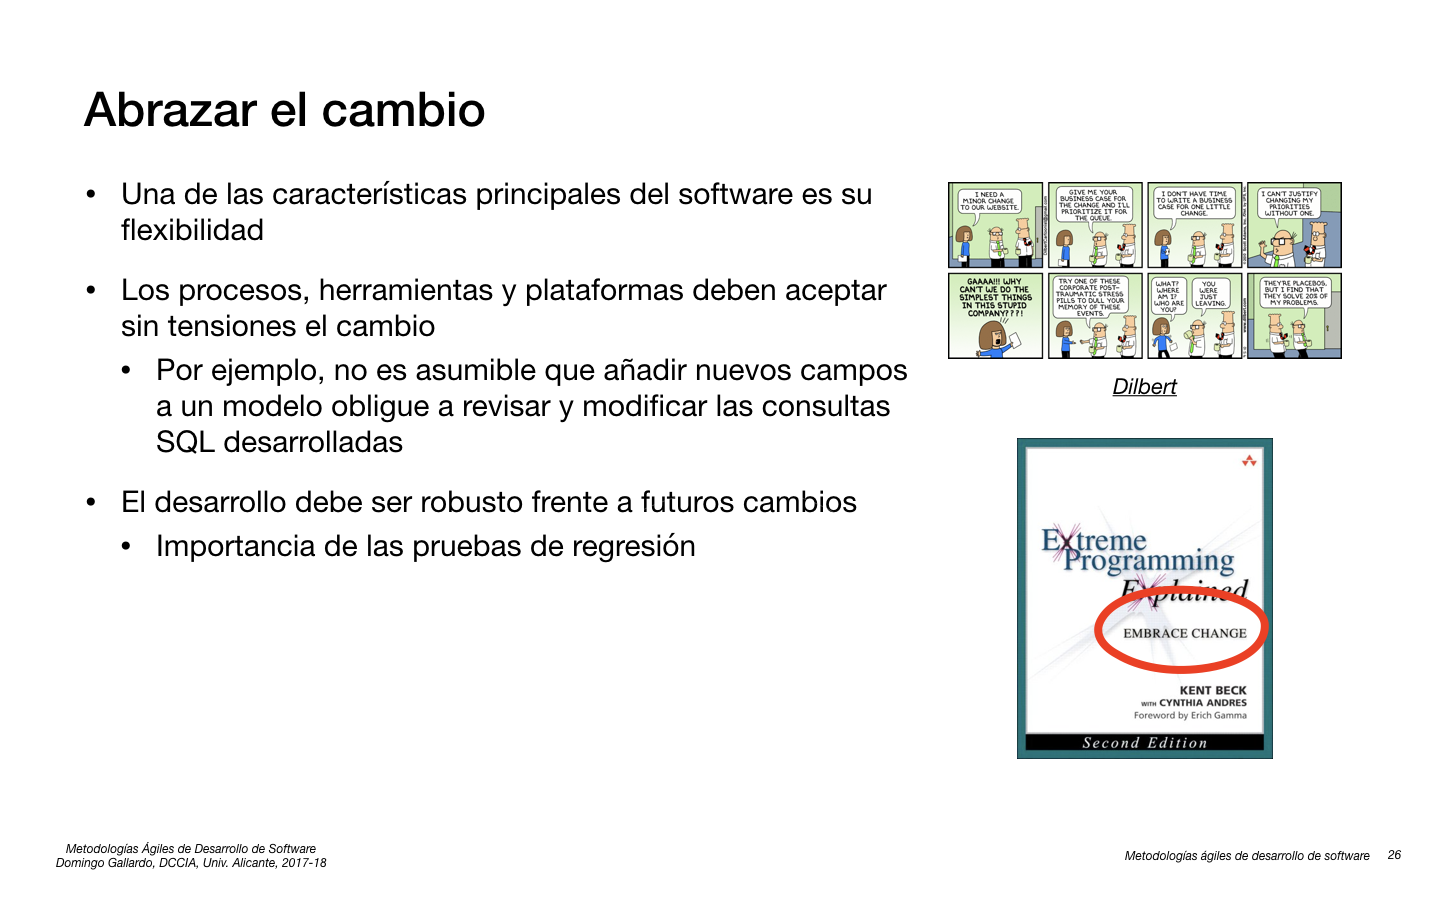 Abrazar el cambio
• Una de las características principales del software es su
flexibilidad
• Los procesos, herramientas y plataformas deben aceptar
sin tensiones el cambio
• Por ejemplo, no es asumible que añadir nuevos campos
a un modelo obligue a revisar y modificar las consultas
SQL desarrolladas
• El desarrollo debe ser robusto frente a futuros cambios
• Importancia de las pruebas de regresión
I NEED A
MINOR CHANGE
TO OUR WEBSITE.
GIVE ME YOUR
BUSINESS CASE FOR
THE CHANGE AND I'LL
PRIORITIZE IT FOR
THE QUEUE.
I DON'T HAVE TIME
TO WRITE A BUSINESS
CASE FOR ONE LITTLE
CHANGE.
I CAN'T JUSTIFY
CHANGING MY
PRIORITIES
WITHOUT ONE.
GAAAA!!! WHY
CAN'T WE DO THE
SIMPLEST THINGS
IN THIS STUPID
COMPANY???!
TRY ONE OF THESE
CORPORATE POST-
TRAUMATIC STRESS
PILLS TO DULL YOUR
MEMORY OF THESE
EVENTS.
WHAT?
WHERE
AM I?
WHO ARE
YOU?
YOU
WERE
JUST
LEAVING.
THEY'RE PLACEBOS,
BUT I FIND THAT
THEY SOLVE 20% OF
MY PROBLEMS.
Dilbert
Extreme
Programming
Explained
EMBRACE CHANGE
KENT BECK
WITH CYNTHIA ANDRES
Foreword by Erich Gamma
Second Edition
Metodologías Ágiles de Desarrollo de Software
Domingo Gallardo, DCCIA, Univ. Alicante, 2017-18
Metodologías ágiles de desarrollo de software 26